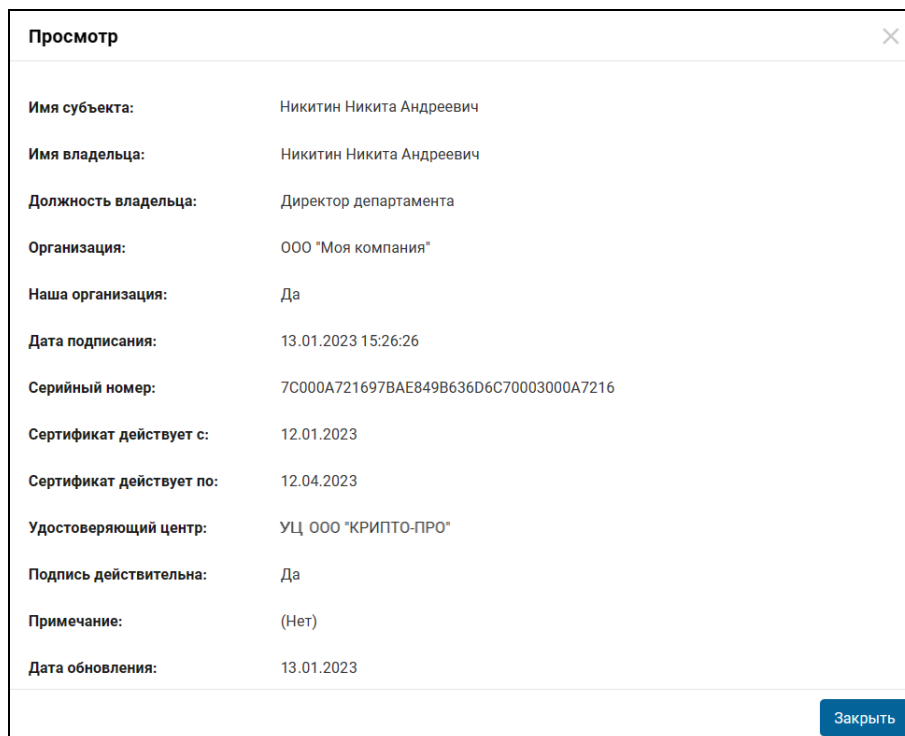 Просмотр
Имя субъекта: Никитин Никита Андреевич
Имя владельца: Никитин Никита Андреевич
Должность владельца: Директор департамента
Организация: ООО "Моя компания"
Наша организация: Да
Дата подписания: 13.01.2023 15:26:26
Серийный номер: 7C000A721697BAE849B636D6C70003000A7216
Сертификат действует с: 12.01.2023
Сертификат действует по: 12.04.2023
Удостоверяющий центр: УЦ ООО "КРИПТО-ПРО"
Подпись действительна: Да
Примечание: (Нет)
Дата обновления: 13.01.2023
Закрыть